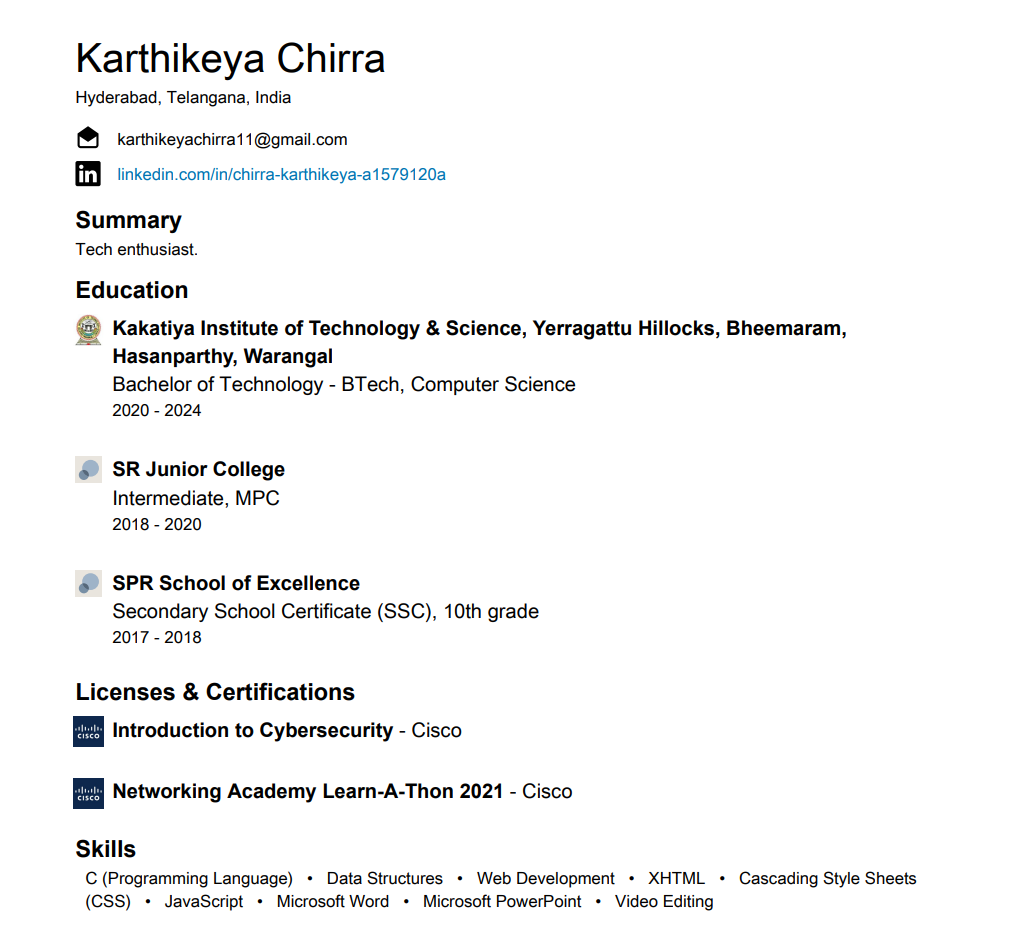 Karthikeya Chirra
Hyderabad, Telangana, India
karthikeyachirra11@gmail.com
in linkedin.com/in/chirra-karthikeya-a1579120a
Summary
Tech enthusiast.
Education
Kakatiya Institute of Technology & Science, Yerragattu Hillocks, Bheemaram,
Hasanparthy, Warangal
Bachelor of Technology - BTech, Computer Science
2020 - 2024
SR Junior College
Intermediate, MPC
2018 - 2020
SPR School of Excellence
Secondary School Certificate (SSC), 10th grade
2017 - 2018
Licenses & Certifications
CISCO Introduction to Cybersecurity - Cisco
CISCO Networking Academy Learn-A-Thon 2021 - Cisco
Skills
C (Programming Language) • Data Structures • Web Development • XHTML • Cascading Style Sheets
(CSS) • JavaScript • Microsoft Word • Microsoft PowerPoint • Video Editing